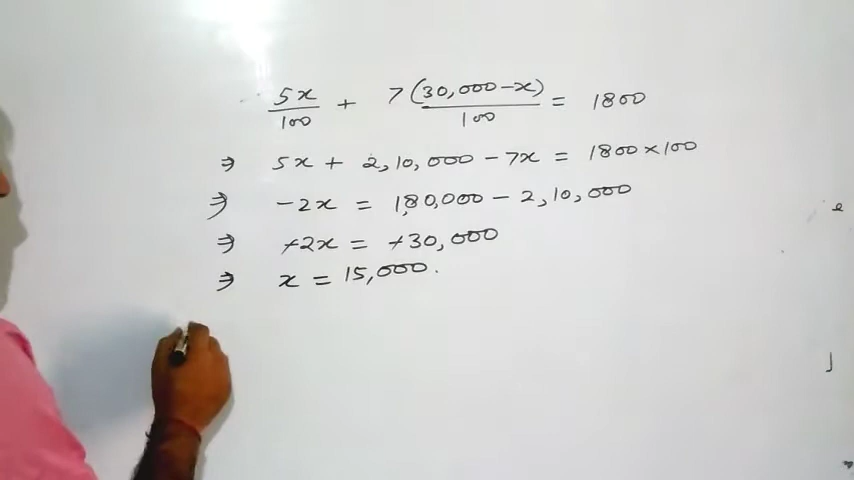 5x/100 + 7(30,000-x)/100 = 1800
⇒ 5x + 2,10,000 - 7x = 1800×100
⇒ -2x = 1,80,000 - 2,10,000
⇒ +2x = +30,000
⇒ x = 15,000.